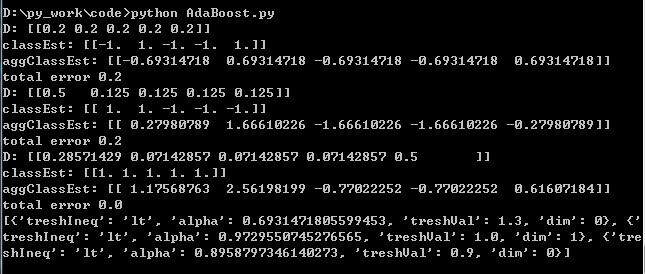 D:\py_work\code>python AdaBoost.py
D: [[0.2 0.2 0.2 0.2 0.2]]
classEst: [[-1.  1. -1. -1.  1.]]
aggClassEst: [[-0.69314718  0.69314718 -0.69314718 -0.69314718  0.69314718]]
total error 0.2
D: [[0.5   0.125 0.125 0.125 0.125]]
classEst: [[ 1.  1. -1. -1. -1.]]
aggClassEst: [[ 0.27980789  1.66610226 -1.66610226 -1.66610226 -0.27980789]]
total error 0.2
D: [[0.28571429 0.07142857 0.07142857 0.07142857 0.5       ]]
classEst: [[1. 1. 1. 1. 1.]]
aggClassEst: [[ 1.17568763  2.56198199 -0.77022252 -0.77022252  0.61607184]]
total error 0.0
[{'treshIneq': 'lt', 'alpha': 0.6931471805599453, 'treshVal': 1.3, 'dim': 0}, {'
treshIneq': 'lt', 'alpha': 0.9729550745276565, 'treshVal': 1.0, 'dim': 1}, {'tre
shIneq': 'lt', 'alpha': 0.8958797346140273, 'treshVal': 0.9, 'dim': 0}]